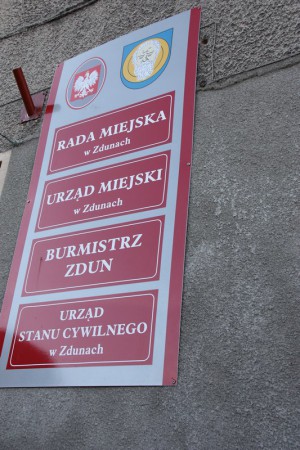 RADA MIEJSKA
w Zdunach
URZĄD MIEJSKI
w Zdunach
BURMISTRZ
ZDUN
URZĄD
STANU CYWILNEGO
w Zdunach